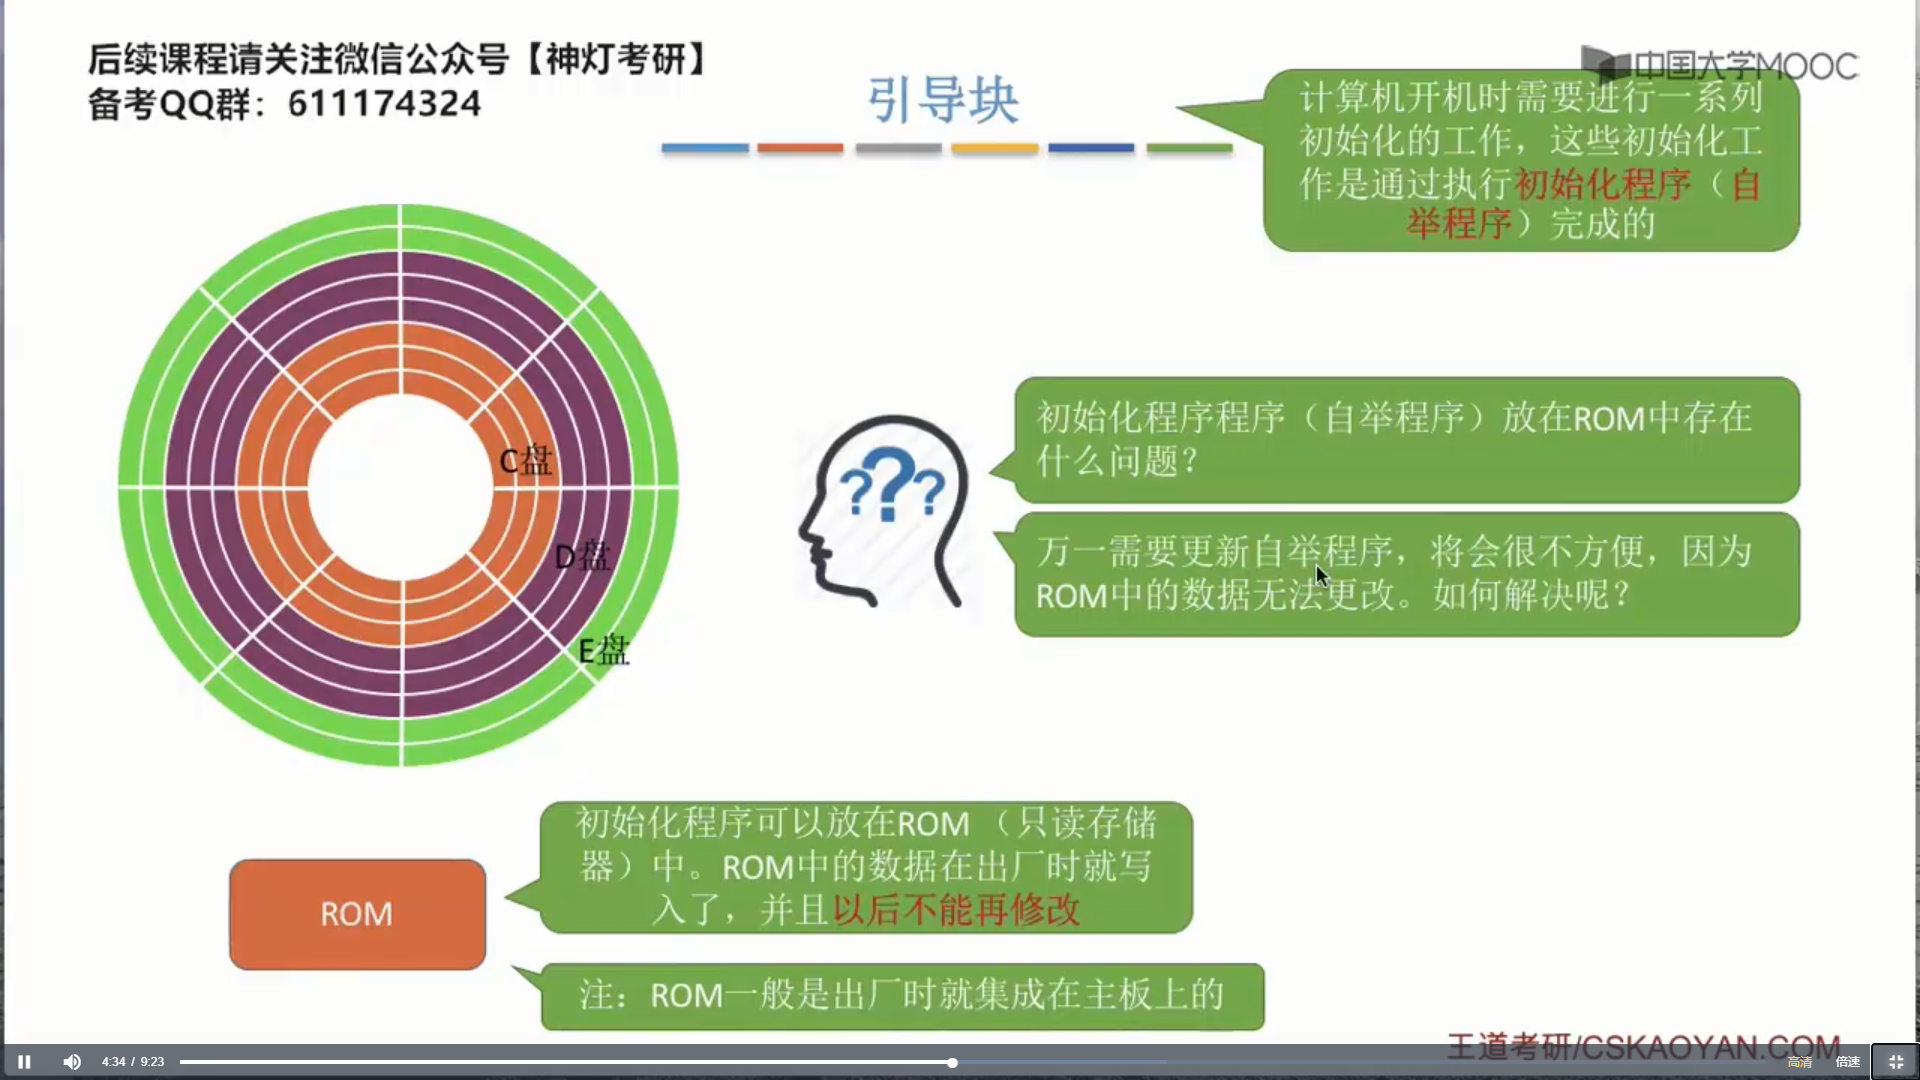 后续课程请关注微信公众号【神灯考研】
备考QQ群：611174324
引导块
中国大学MOOC
计算机开机时需要进行一系列
初始化的工作，这些初始化工
作是通过执行初始化程序（自
举程序）完成的
C盘
D盘
E盘
? ? ?
初始化程序程序（自举程序）放在ROM中存在
什么问题？
万一需要更新自举程序，将会很不方便，因为
ROM中的数据无法更改。如何解决呢？
ROM
初始化程序可以放在ROM （只读存储
器）中。ROM中的数据在出厂时就写
入了，并且以后不能再修改
注：ROM一般是出厂时就集成在主板上的
王道考研/CSKAOYAN.COM
4:34 / 9:23
高清
倍速